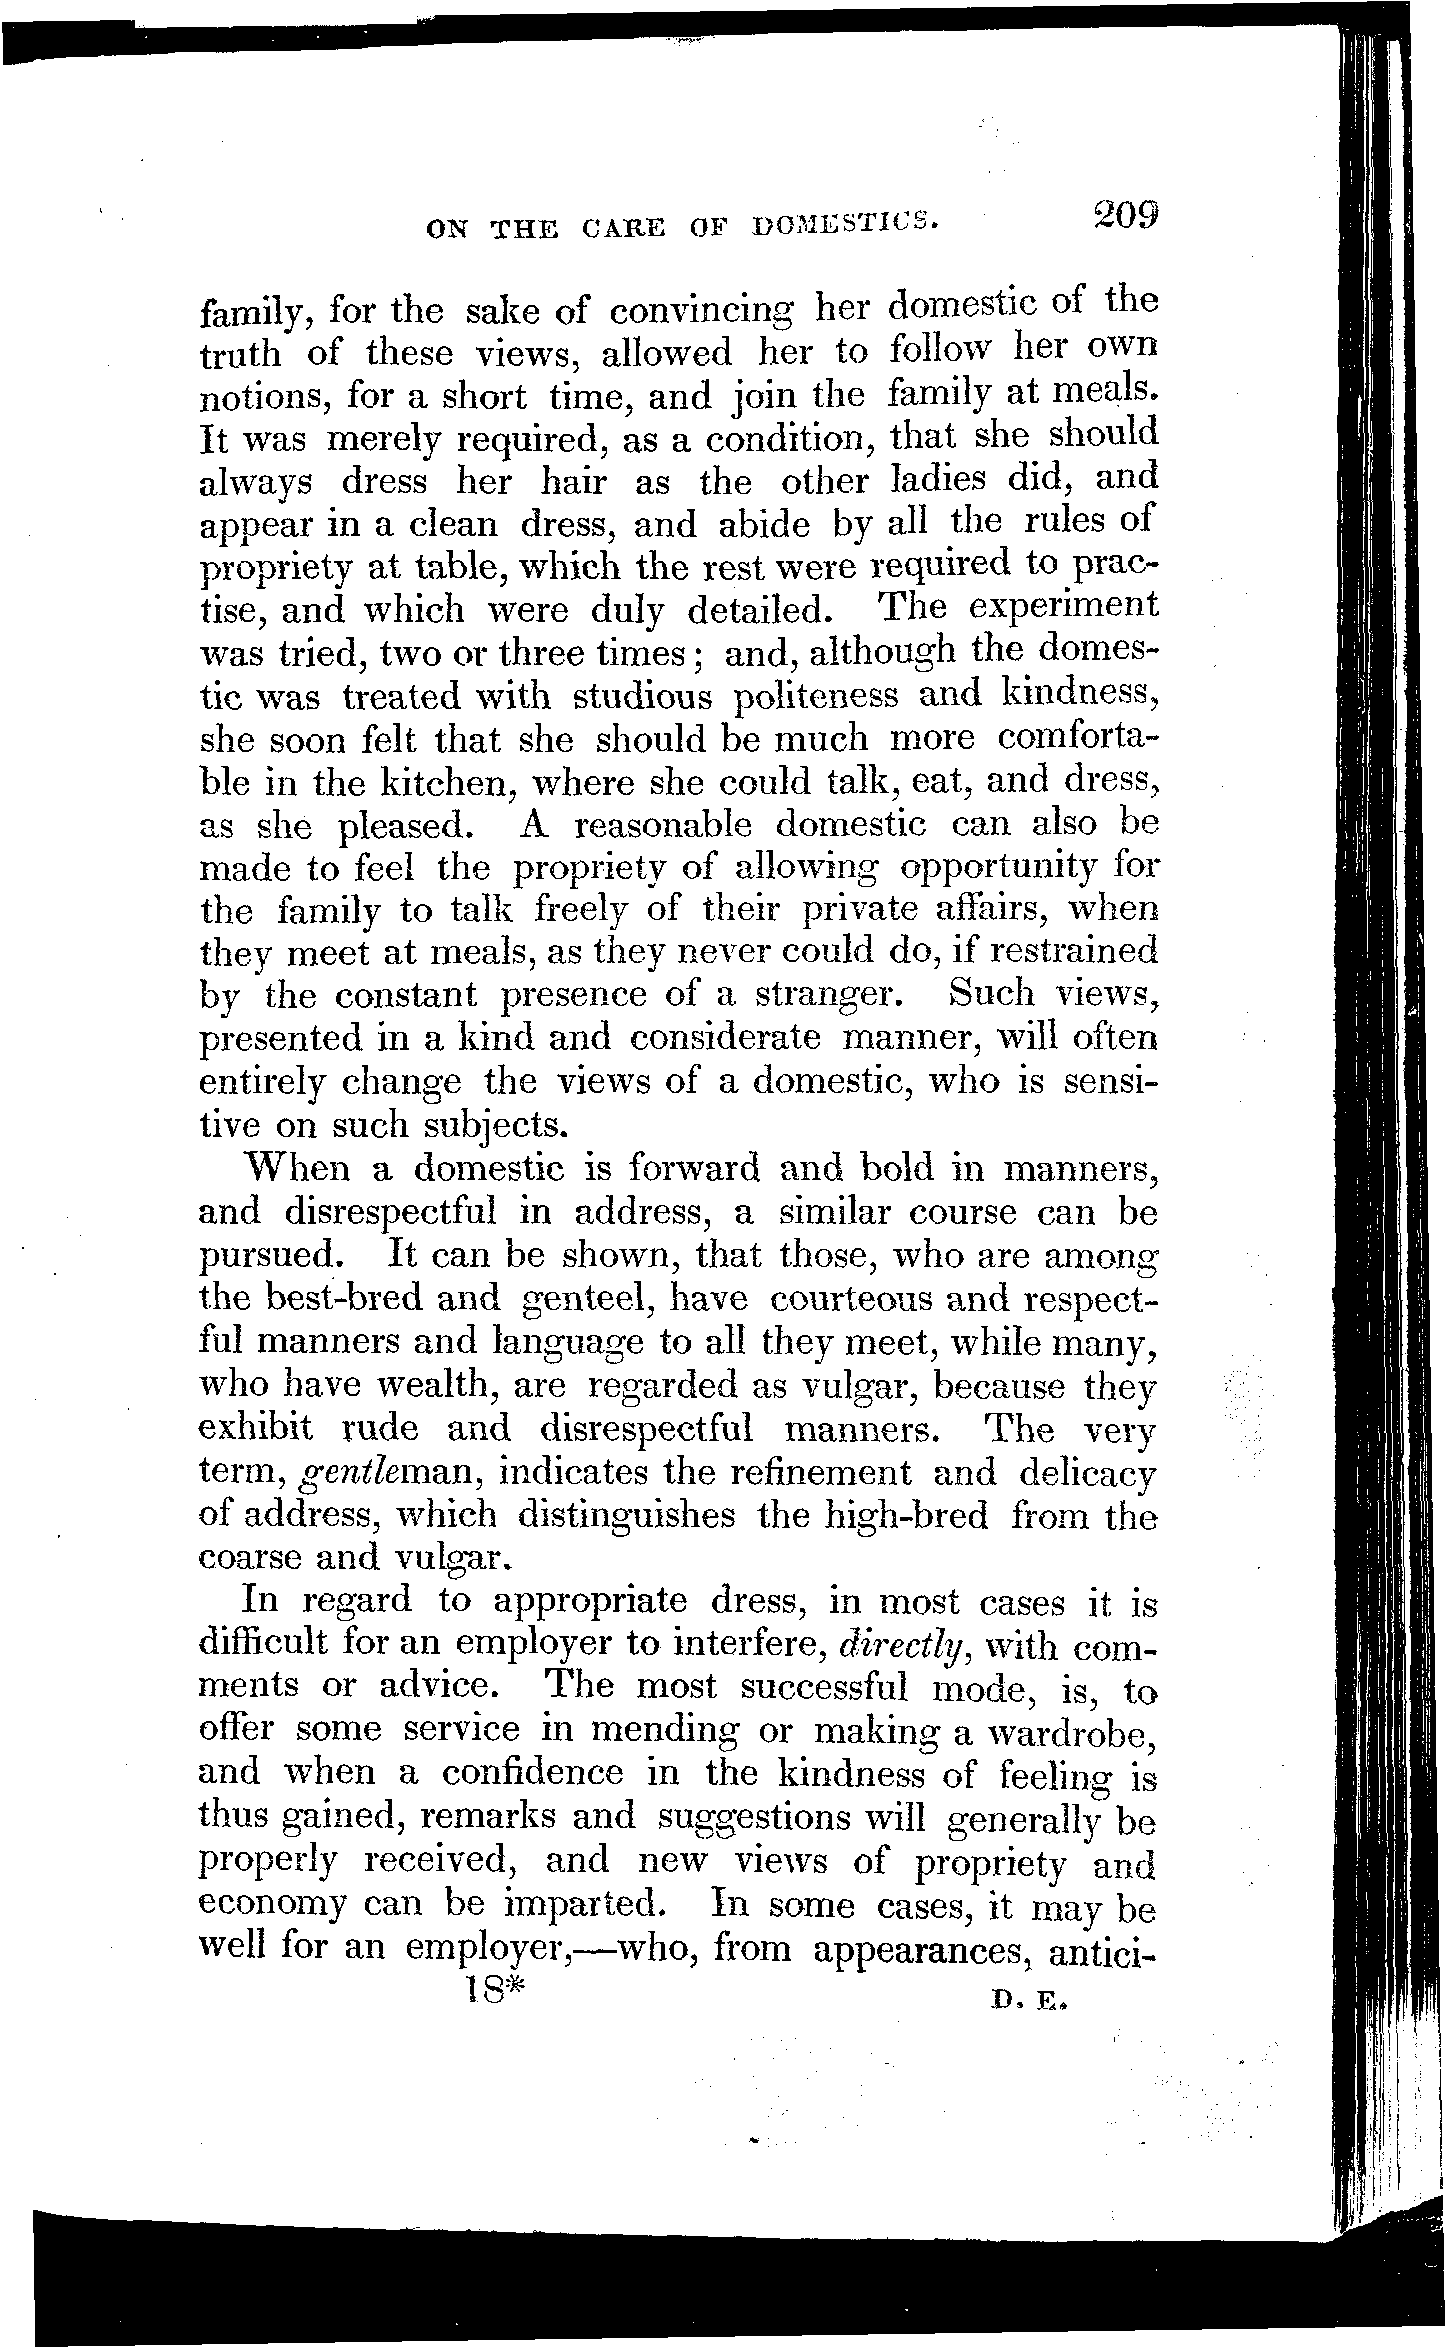 ON THE CARE OF DOMESTICS. 209
family, for the sake of convincing her domestic of the
truth of these views, allowed her to follow her own
notions, for a short time, and join the family at meals.
It was merely required, as a condition, that she should
always dress her hair as the other ladies did, and
appear in a clean dress, and abide by all the rules of
propriety at table, which the rest were required to prac-
tise, and which were duly detailed. The experiment
was tried, two or three times; and, although the domes-
tic was treated with studious politeness and kindness,
she soon felt that she should be much more comforta-
ble in the kitchen, where she could talk, eat, and dress,
as she pleased. A reasonable domestic can also be
made to feel the propriety of allowing opportunity for
the family to talk freely of their private affairs, when
they meet at meals, as they never could do, if restrained
by the constant presence of a stranger. Such views,
presented in a kind and considerate manner, will often
entirely change the views of a domestic, who is sensi-
tive on such subjects.
When a domestic is forward and bold in manners,
and disrespectful in address, a similar course can be
pursued. It can be shown, that those, who are among
the best-bred and genteel, have courteous and respect-
ful manners and language to all they meet, while many,
who have wealth, are regarded as vulgar, because they
exhibit rude and disrespectful manners. The very
term, gentleman, indicates the refinement and delicacy
of address, which distinguishes the high-bred from the
coarse and vulgar.
In regard to appropriate dress, in most cases it is
difficult for an employer to interfere, directly, with com-
ments or advice. The most successful mode, is, to
offer some service in mending or making a wardrobe,
and when a confidence in the kindness of feeling is
thus gained, remarks and suggestions will generally be
properly received, and new views of propriety and
economy can be imparted. In some cases, it may be
well for an employer,—who, from appearances, antici-
18* D. E.